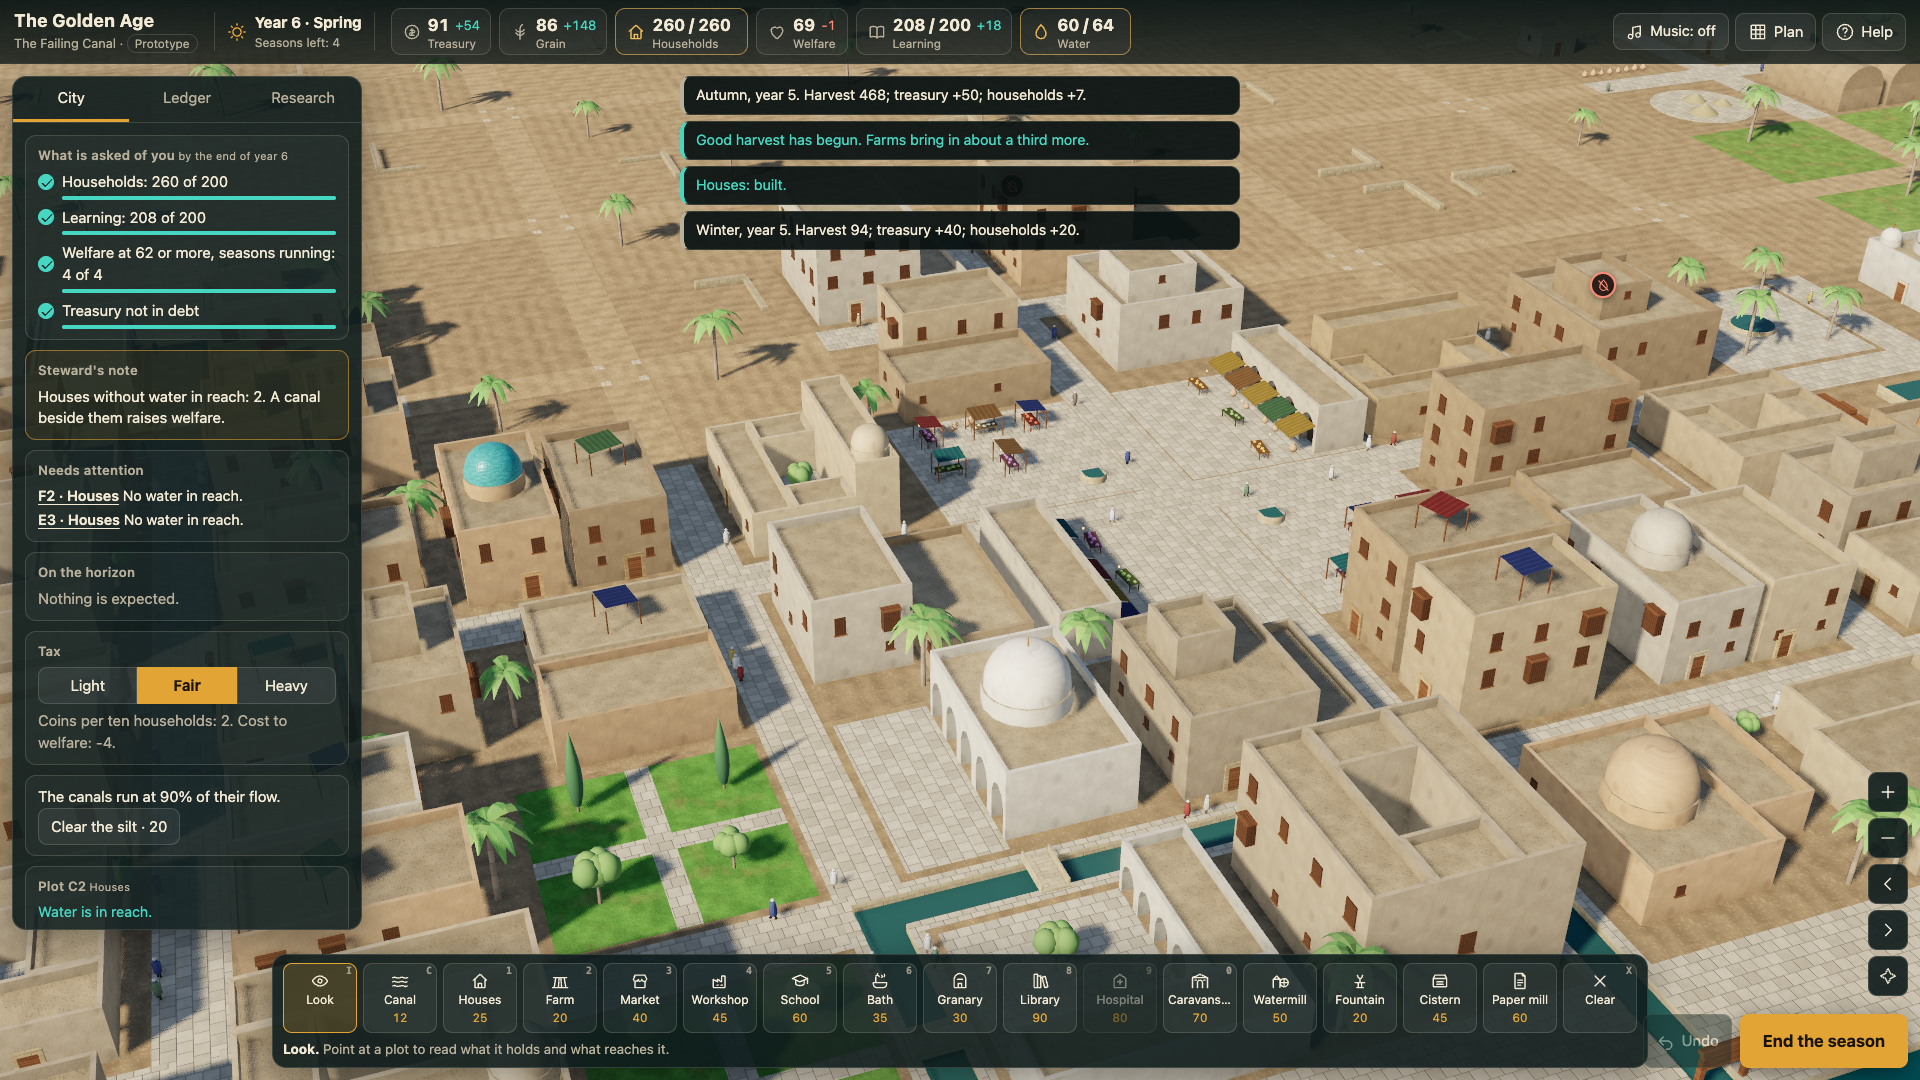 The Golden Age
The Failing Canal · Prototype
Year 6 · Spring
Seasons left: 4
91 +54
Treasury
86 +148
Grain
260 / 260
Households
69 -1
Welfare
208 / 200 +18
Learning
60 / 64
Water
Music: off
Plan
Help
City
Ledger
Research
What is asked of you by the end of year 6
Households: 260 of 200
Learning: 208 of 200
Welfare at 62 or more, seasons running:
4 of 4
Treasury not in debt
Steward's note
Houses without water in reach: 2. A canal
beside them raises welfare.
Needs attention
F2 · Houses No water in reach.
E3 · Houses No water in reach.
On the horizon
Nothing is expected.
Tax
Light
Fair
Heavy
Coins per ten households: 2. Cost to
welfare: -4.
The canals run at 90% of their flow.
Clear the silt · 20
Plot C2 Houses
Water is in reach.
Autumn, year 5. Harvest 468; treasury +50; households +7.
Good harvest has begun. Farms bring in about a third more.
Houses: built.
Winter, year 5. Harvest 94; treasury +40; households +20.
I
Look
C
Canal
12
1
Houses
25
2
Farm
20
3
Market
40
4
Workshop
45
5
School
60
6
Bath
35
7
Granary
30
8
Library
90
9
Hospital
80
0
Caravans...
70
Watermill
50
Fountain
20
Cistern
45
Paper mill
60
X
Clear
Look. Point at a plot to read what it holds and what reaches it.
Undo
End the season